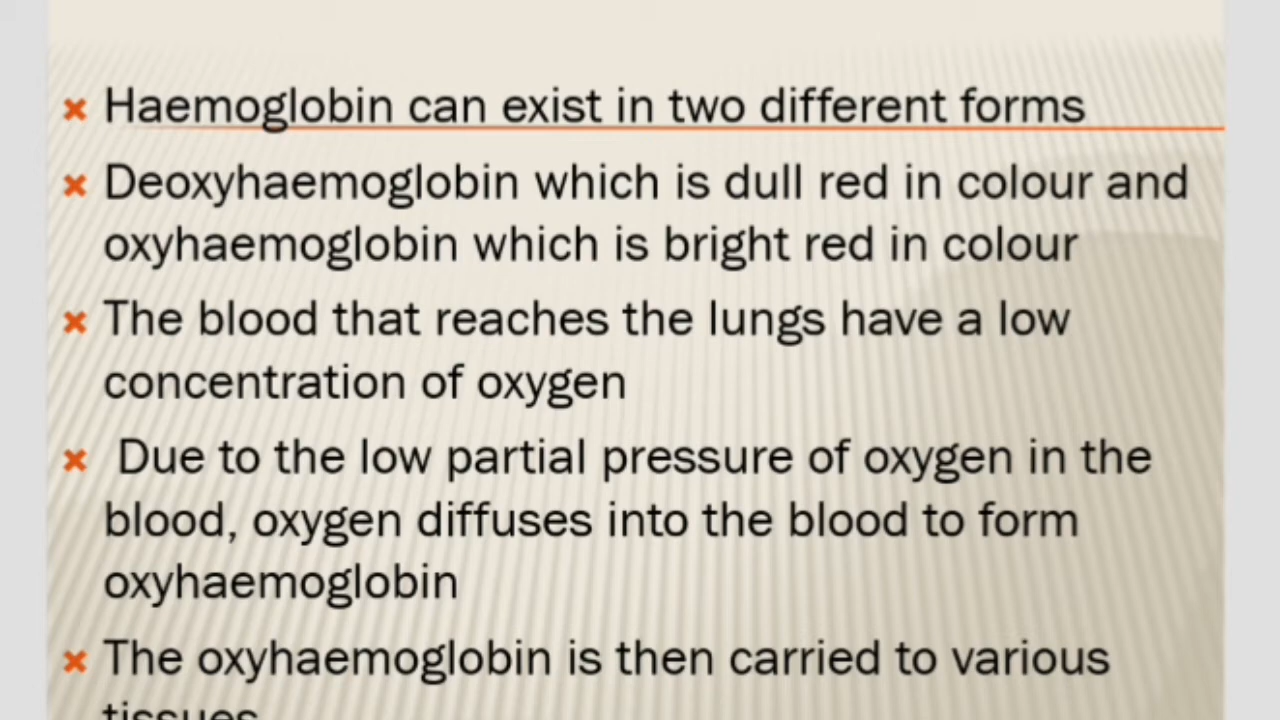 Haemoglobin can exist in two different forms
Deoxyhaemoglobin which is dull red in colour and
oxyhaemoglobin which is bright red in colour
The blood that reaches the lungs have a low
concentration of oxygen
Due to the low partial pressure of oxygen in the
blood, oxygen diffuses into the blood to form
oxyhaemoglobin
The oxyhaemoglobin is then carried to various
tissues